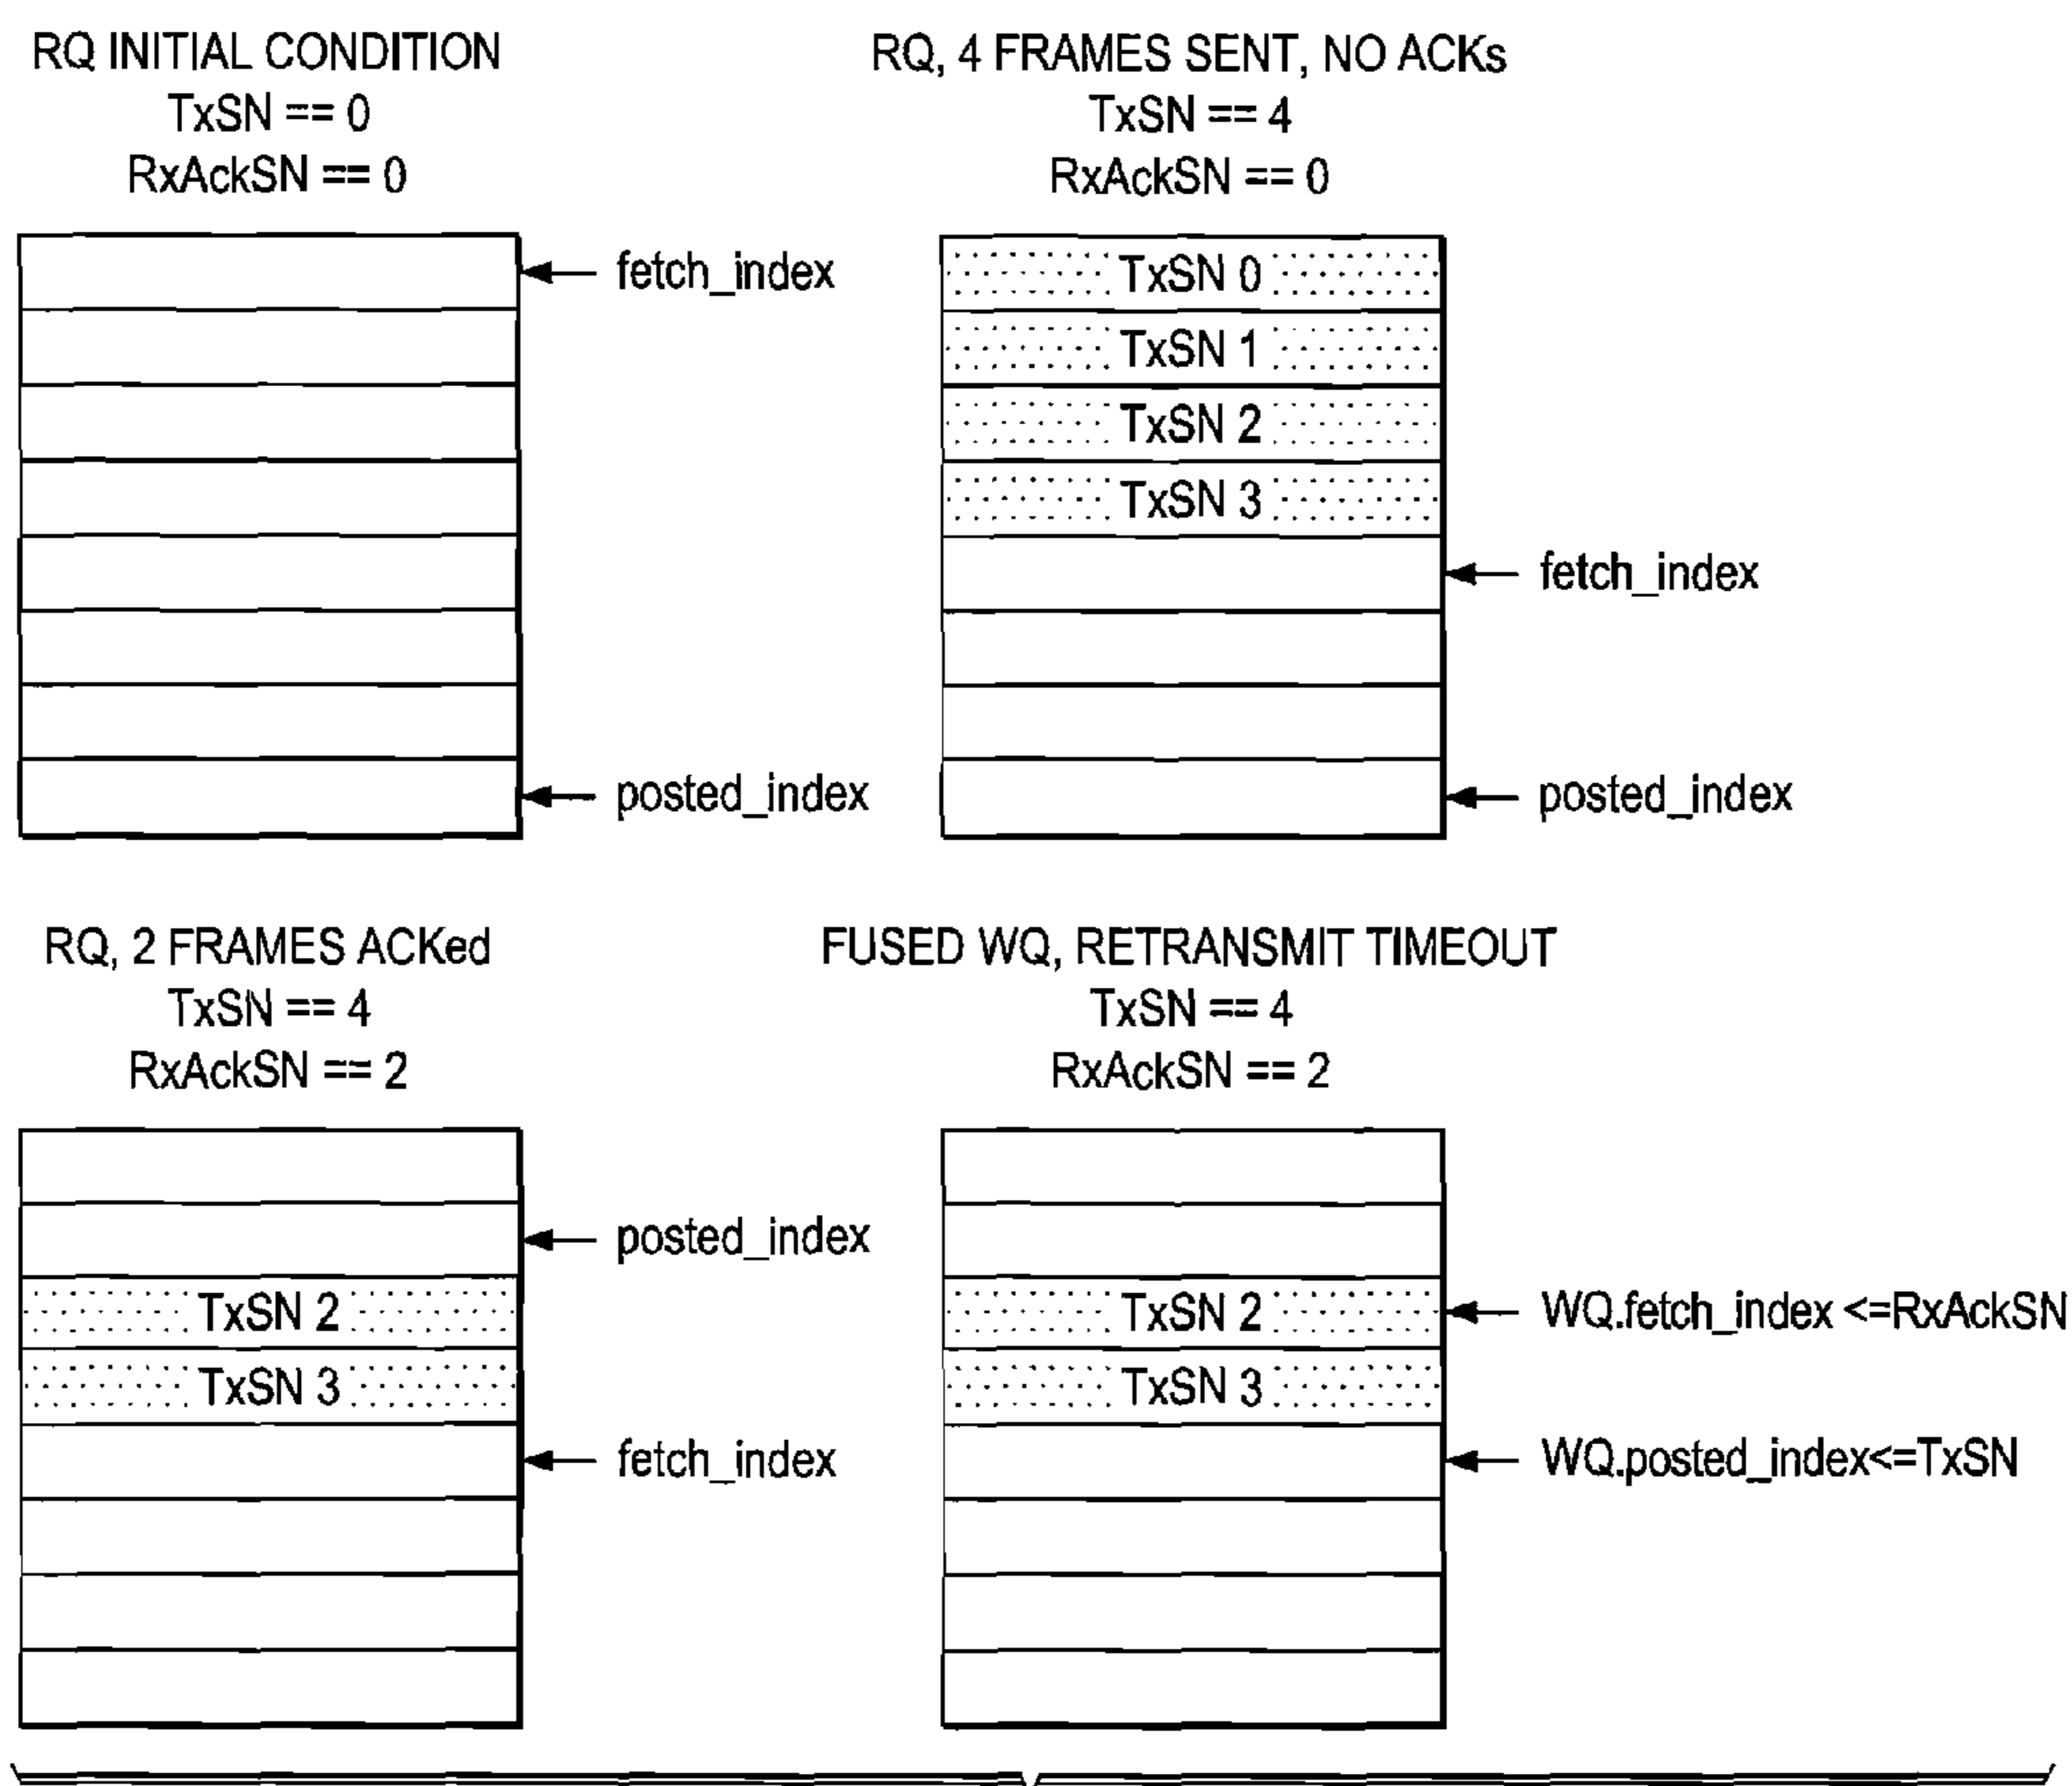 RQ INITIAL CONDITION
TxSN == 0
RxAckSN == 0
fetch_index
posted_index
RQ, 4 FRAMES SENT, NO ACKs
TxSN == 4
RxAckSN == 0
TxSN 0
TxSN 1
TxSN 2
TxSN 3
fetch_index
posted_index
RQ, 2 FRAMES ACKed
TxSN == 4
RxAckSN == 2
posted_index
TxSN 2
TxSN 3
fetch_index
FUSED WQ, RETRANSMIT TIMEOUT
TxSN == 4
RxAckSN == 2
TxSN 2
WQ.fetch_index <=RxAckSN
TxSN 3
WQ.posted_index<=TxSN